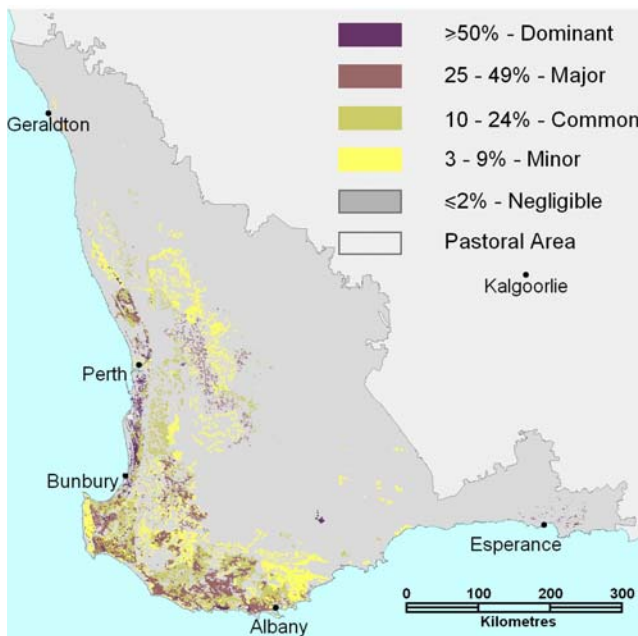 ⩾50% - Dominant
25 - 49% - Major
10 - 24% - Common
3 - 9% - Minor
⩽2% - Negligible
Pastoral Area
Geraldton
Kalgoorlie
Perth
Bunbury
Esperance
Albany
0 100 200 300
Kilometres